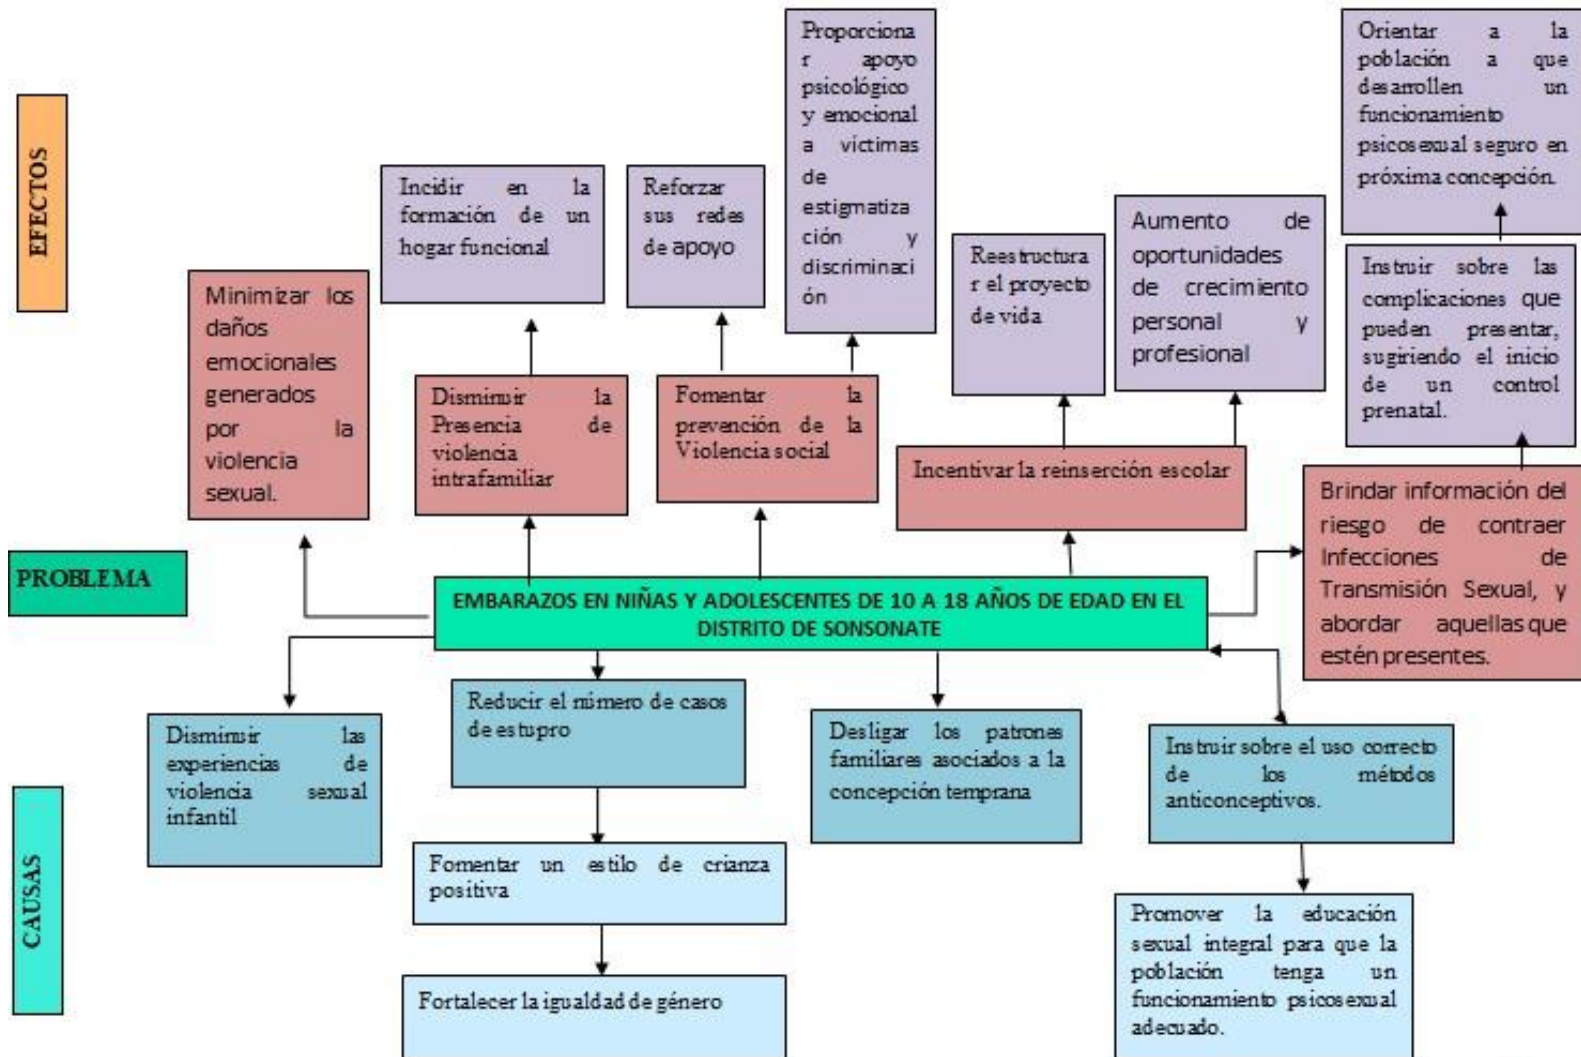 EFECTOS
Proporciona
r apoyo
psicológico
y emocional
a víctimas
de
estigmatiza
ción y
discriminaci
ón
Orientar a la
población a que
desarrollen un
funcionamiento
psicosexual seguro en
próxima concepción.
Incidir en la
formación de un
hogar funcional
Reforzar
sus redes
de apoyo
Reestructura
r el proyecto
de vida
Aumento de
oportunidades
de crecimiento
personal y
profesional
Instruir sobre las
complicaciones que
pueden presentar,
sugiriendo el inicio
de un control
prenatal.
Minimizar los
daños
emocionales
generados
por la
violencia
sexual.
Disminuir la
Presencia de
violencia
intrafamiliar
Fomentar la
prevención de la
Violencia social
Incentivar la reinserción escolar
Brindar información del
riesgo de contraer
Infecciones de
Transmisión Sexual, y
abordar aquellas que
estén presentes.
PROBLEMA
EMBARAZOS EN NIÑAS Y ADOLESCENTES DE 10 A 18 AÑOS DE EDAD EN EL
DISTRITO DE SONSONATE
CAUSAS
Disminuir las
experiencias de
violencia sexual
infantil
Reducir el número de casos
de estupro
Desligar los patrones
familiares asociados a la
concepción temprana
Instruir sobre el uso correcto
de los métodos
anticonceptivos.
Fomentar un estilo de crianza
positiva
Promover la educación
sexual integral para que la
población tenga un
funcionamiento psicosexual
adecuado.
Fortalecer la igualdad de género